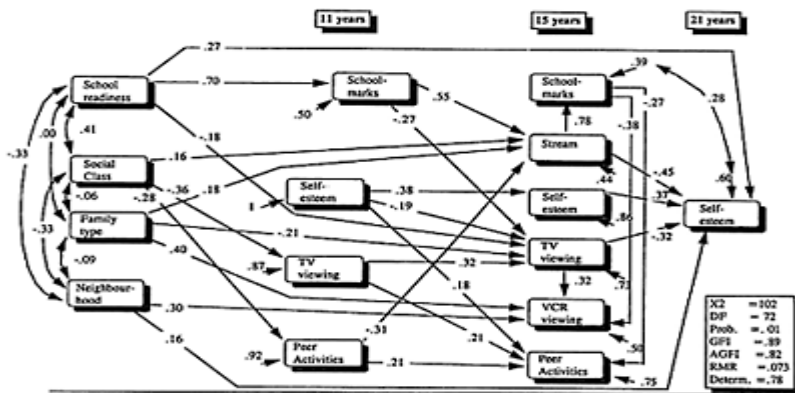 11 years
15 years
21 years
.27
School
readiness
.70
School-
marks
.50
School-
marks
.39
.55
-.27
-.27
-.38
.28
.00
.41
-.33
-.18
.78
Social
Class
.16
Stream
.44
-.45
.60
-.06
-.28
-.36
.18
Self-
esteem
1
.38
-.19
Self-
esteem
.86
.33
Self-
esteem
Family
type
-.33
-.21
.40
-.09
TV
viewing
.87
.32
TV
viewing
-.32
.18
.32
Neighbour-
hood
.30
.16
-.31
.21
VCR
viewing
.50
Peer
Activities
.92
.21
Peer
Activities
.75
X2 =102
DF = 72
Prob. = .01
GFI =.89
AGFI =.82
RMR =.073
Determ. =.78